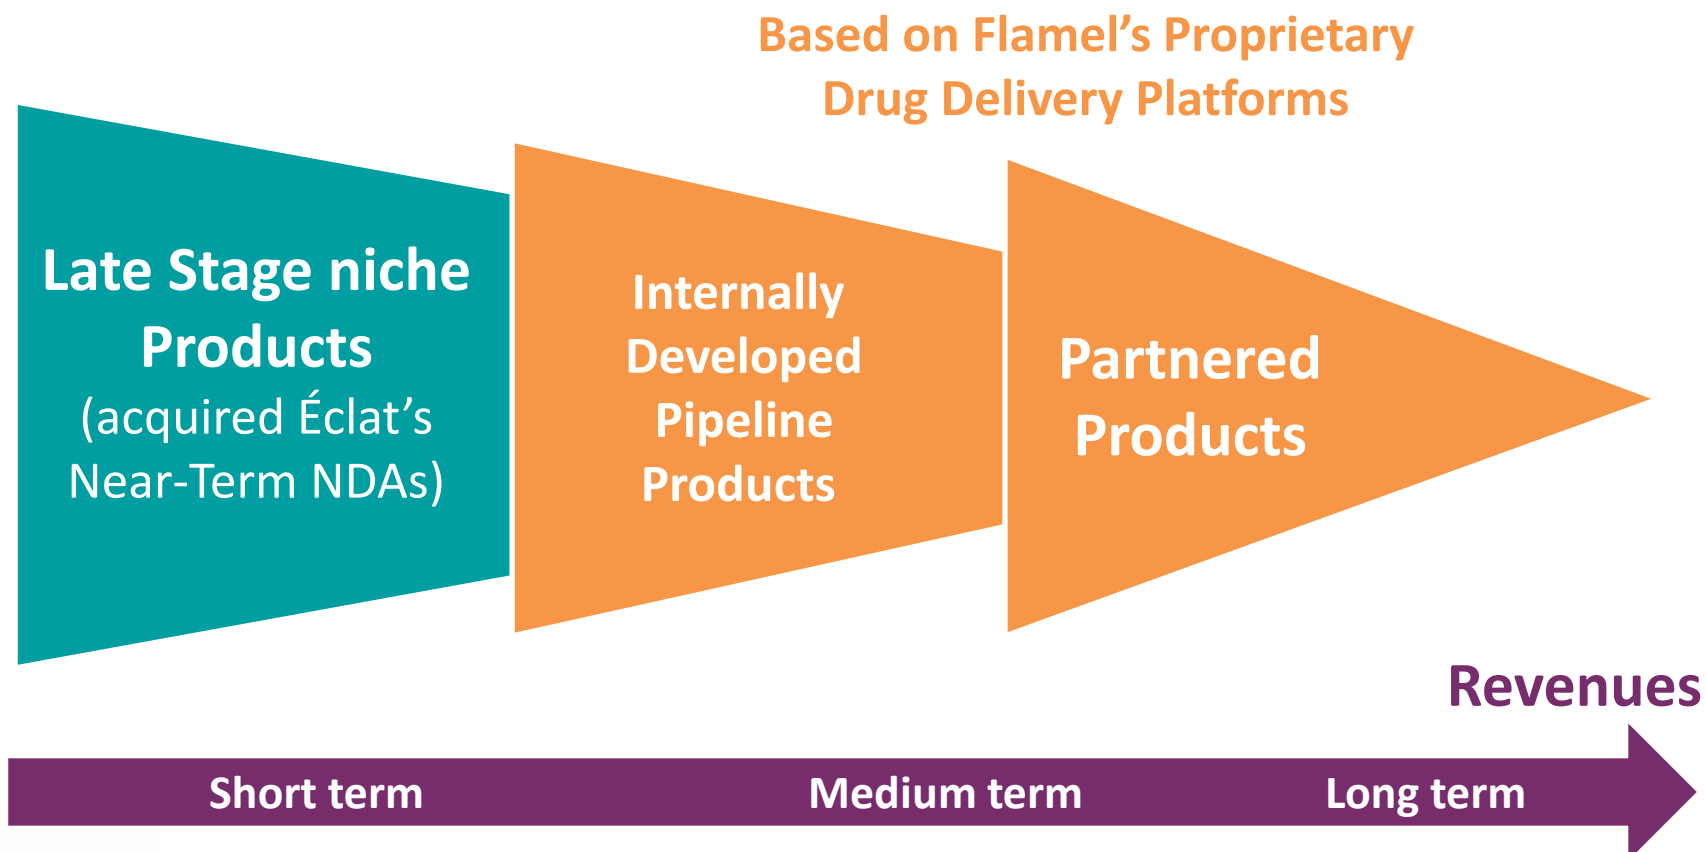 Based on Flamel’s Proprietary
Drug Delivery Platforms
Late Stage niche
Products
(acquired Éclat’s
Near-Term NDAs)
Internally
Developed
Pipeline
Products
Partnered
Products
Revenues
Short term
Medium term
Long term